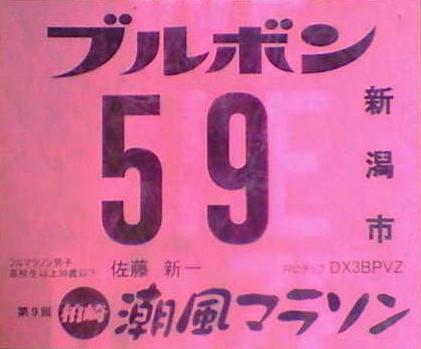 ブルボン
59
新潟市
フルマラソン男子
高校生以上39歳以下
佐藤 新一
RCチップ DX3BPVZ
第9回 柏崎 潮風マラソン